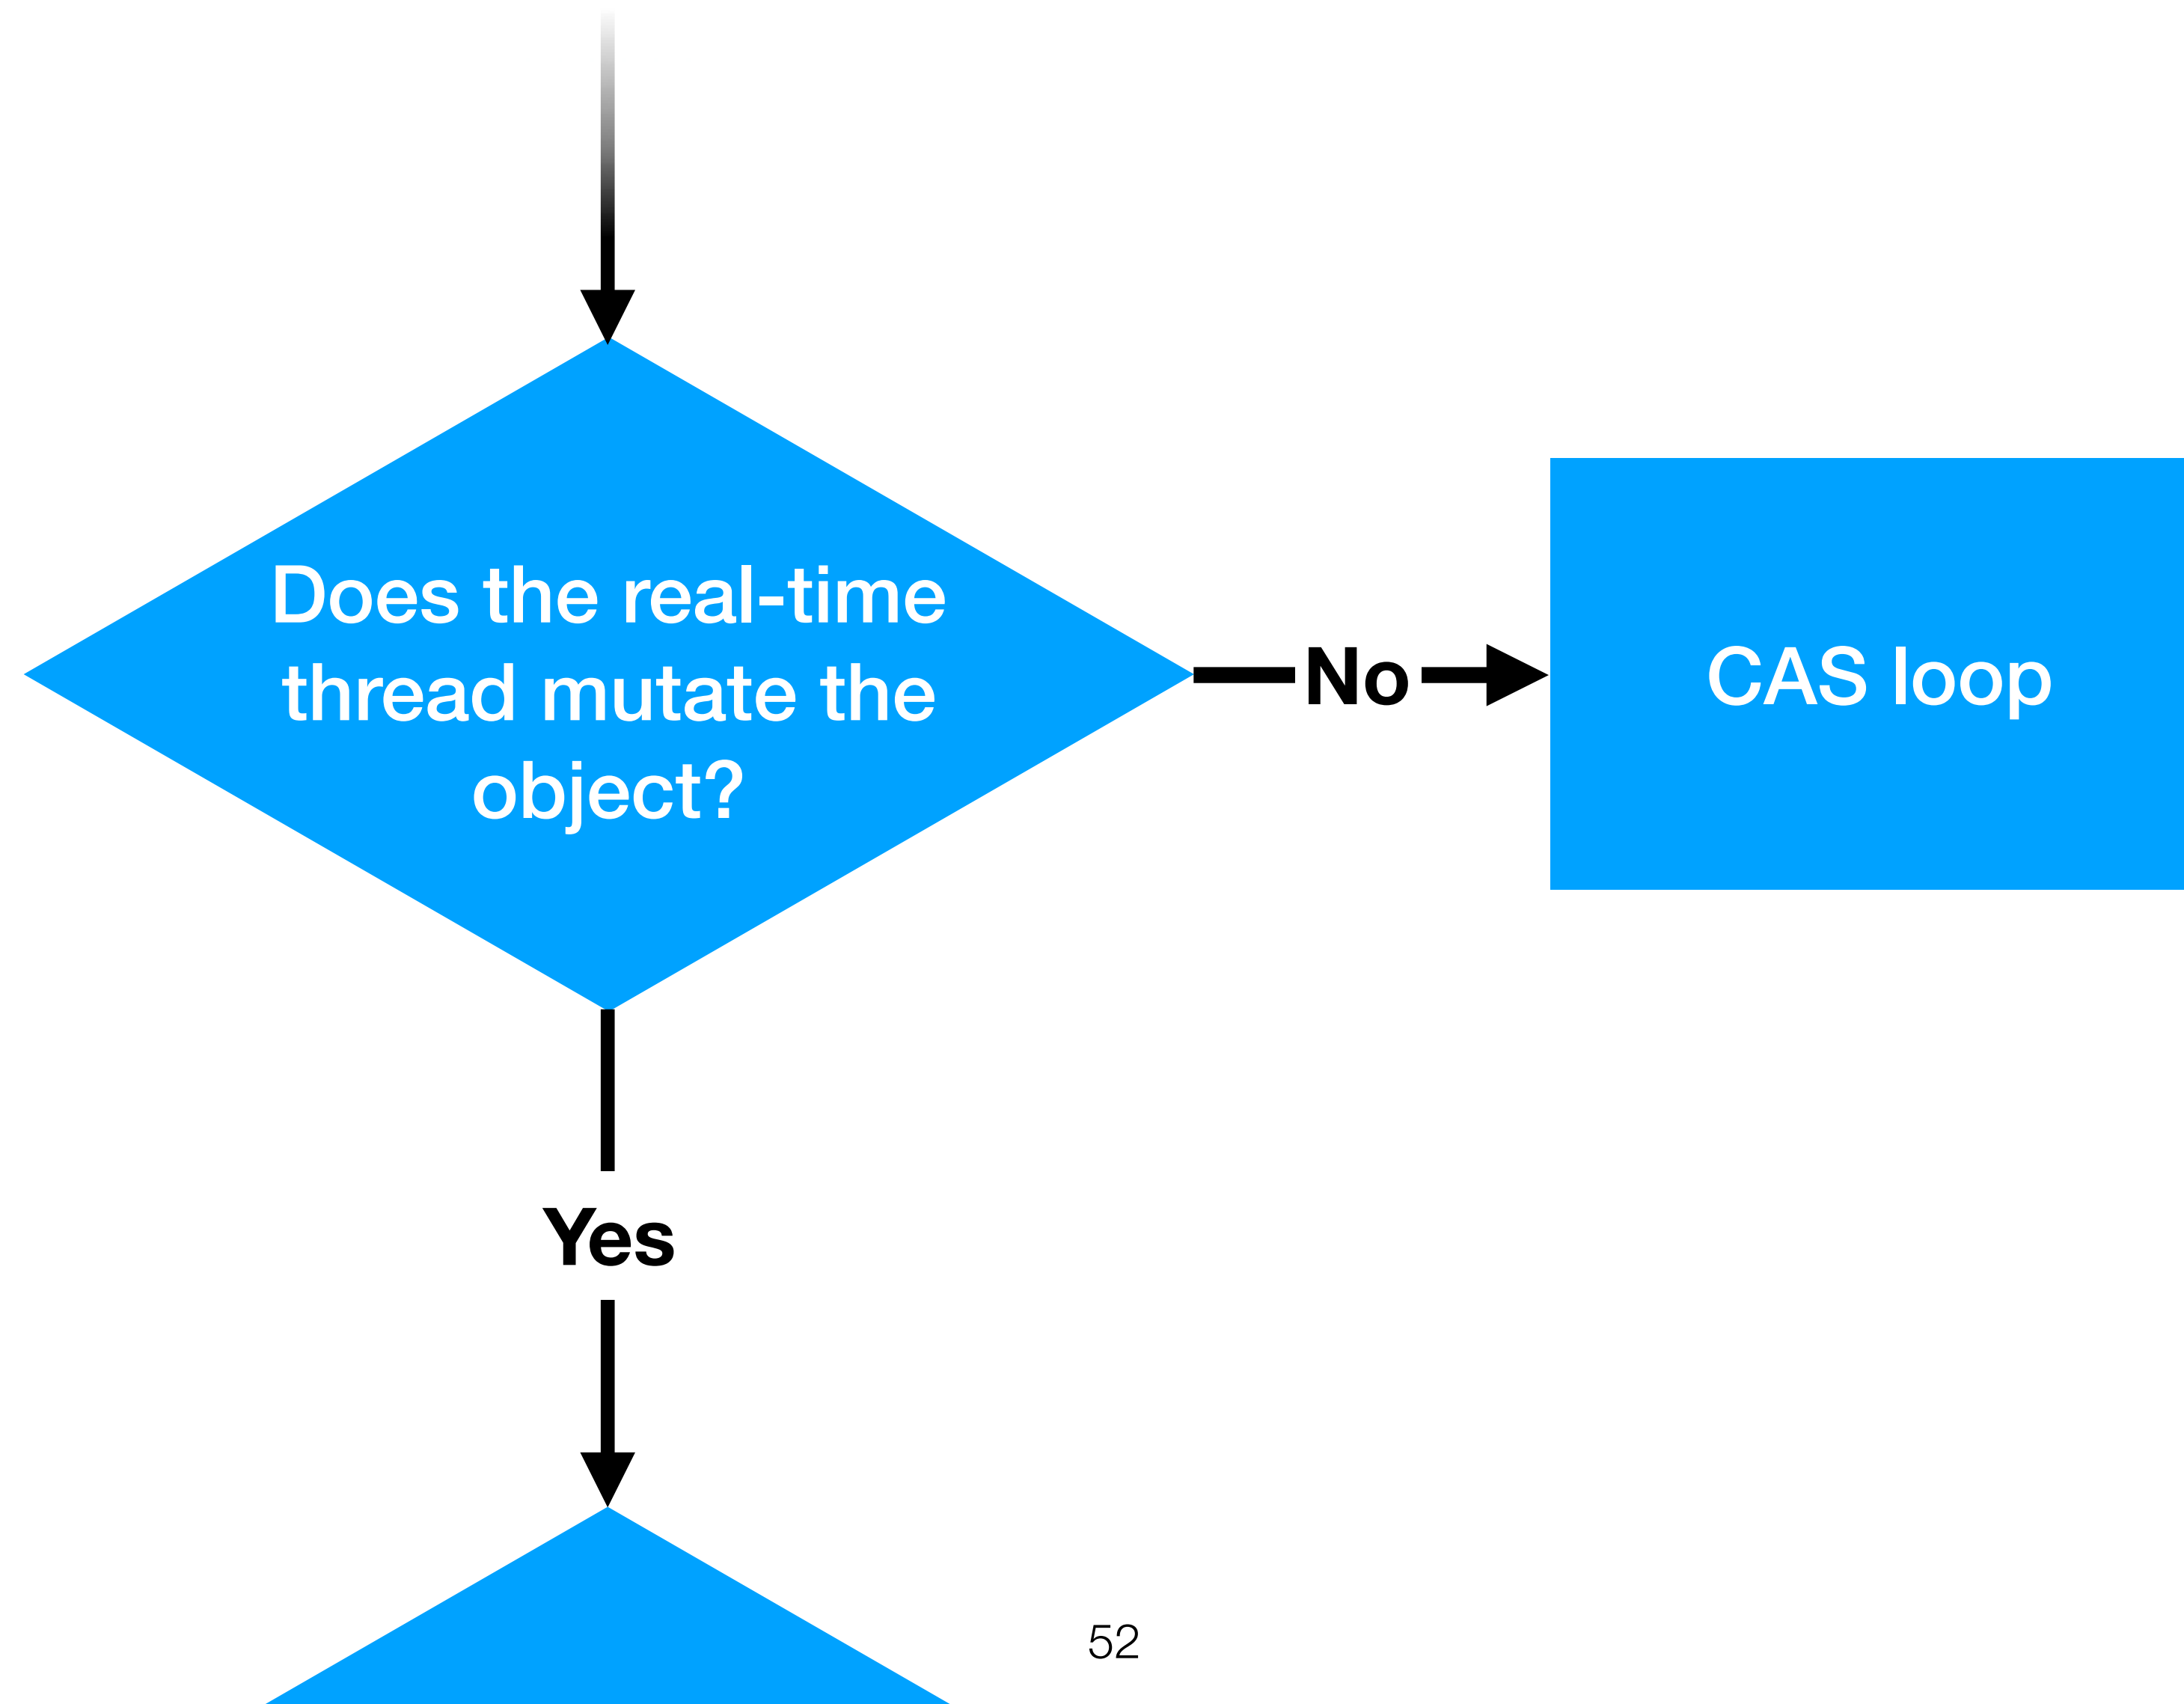 Does the real-time
thread mutate the
object?
No
CAS loop
Yes
52